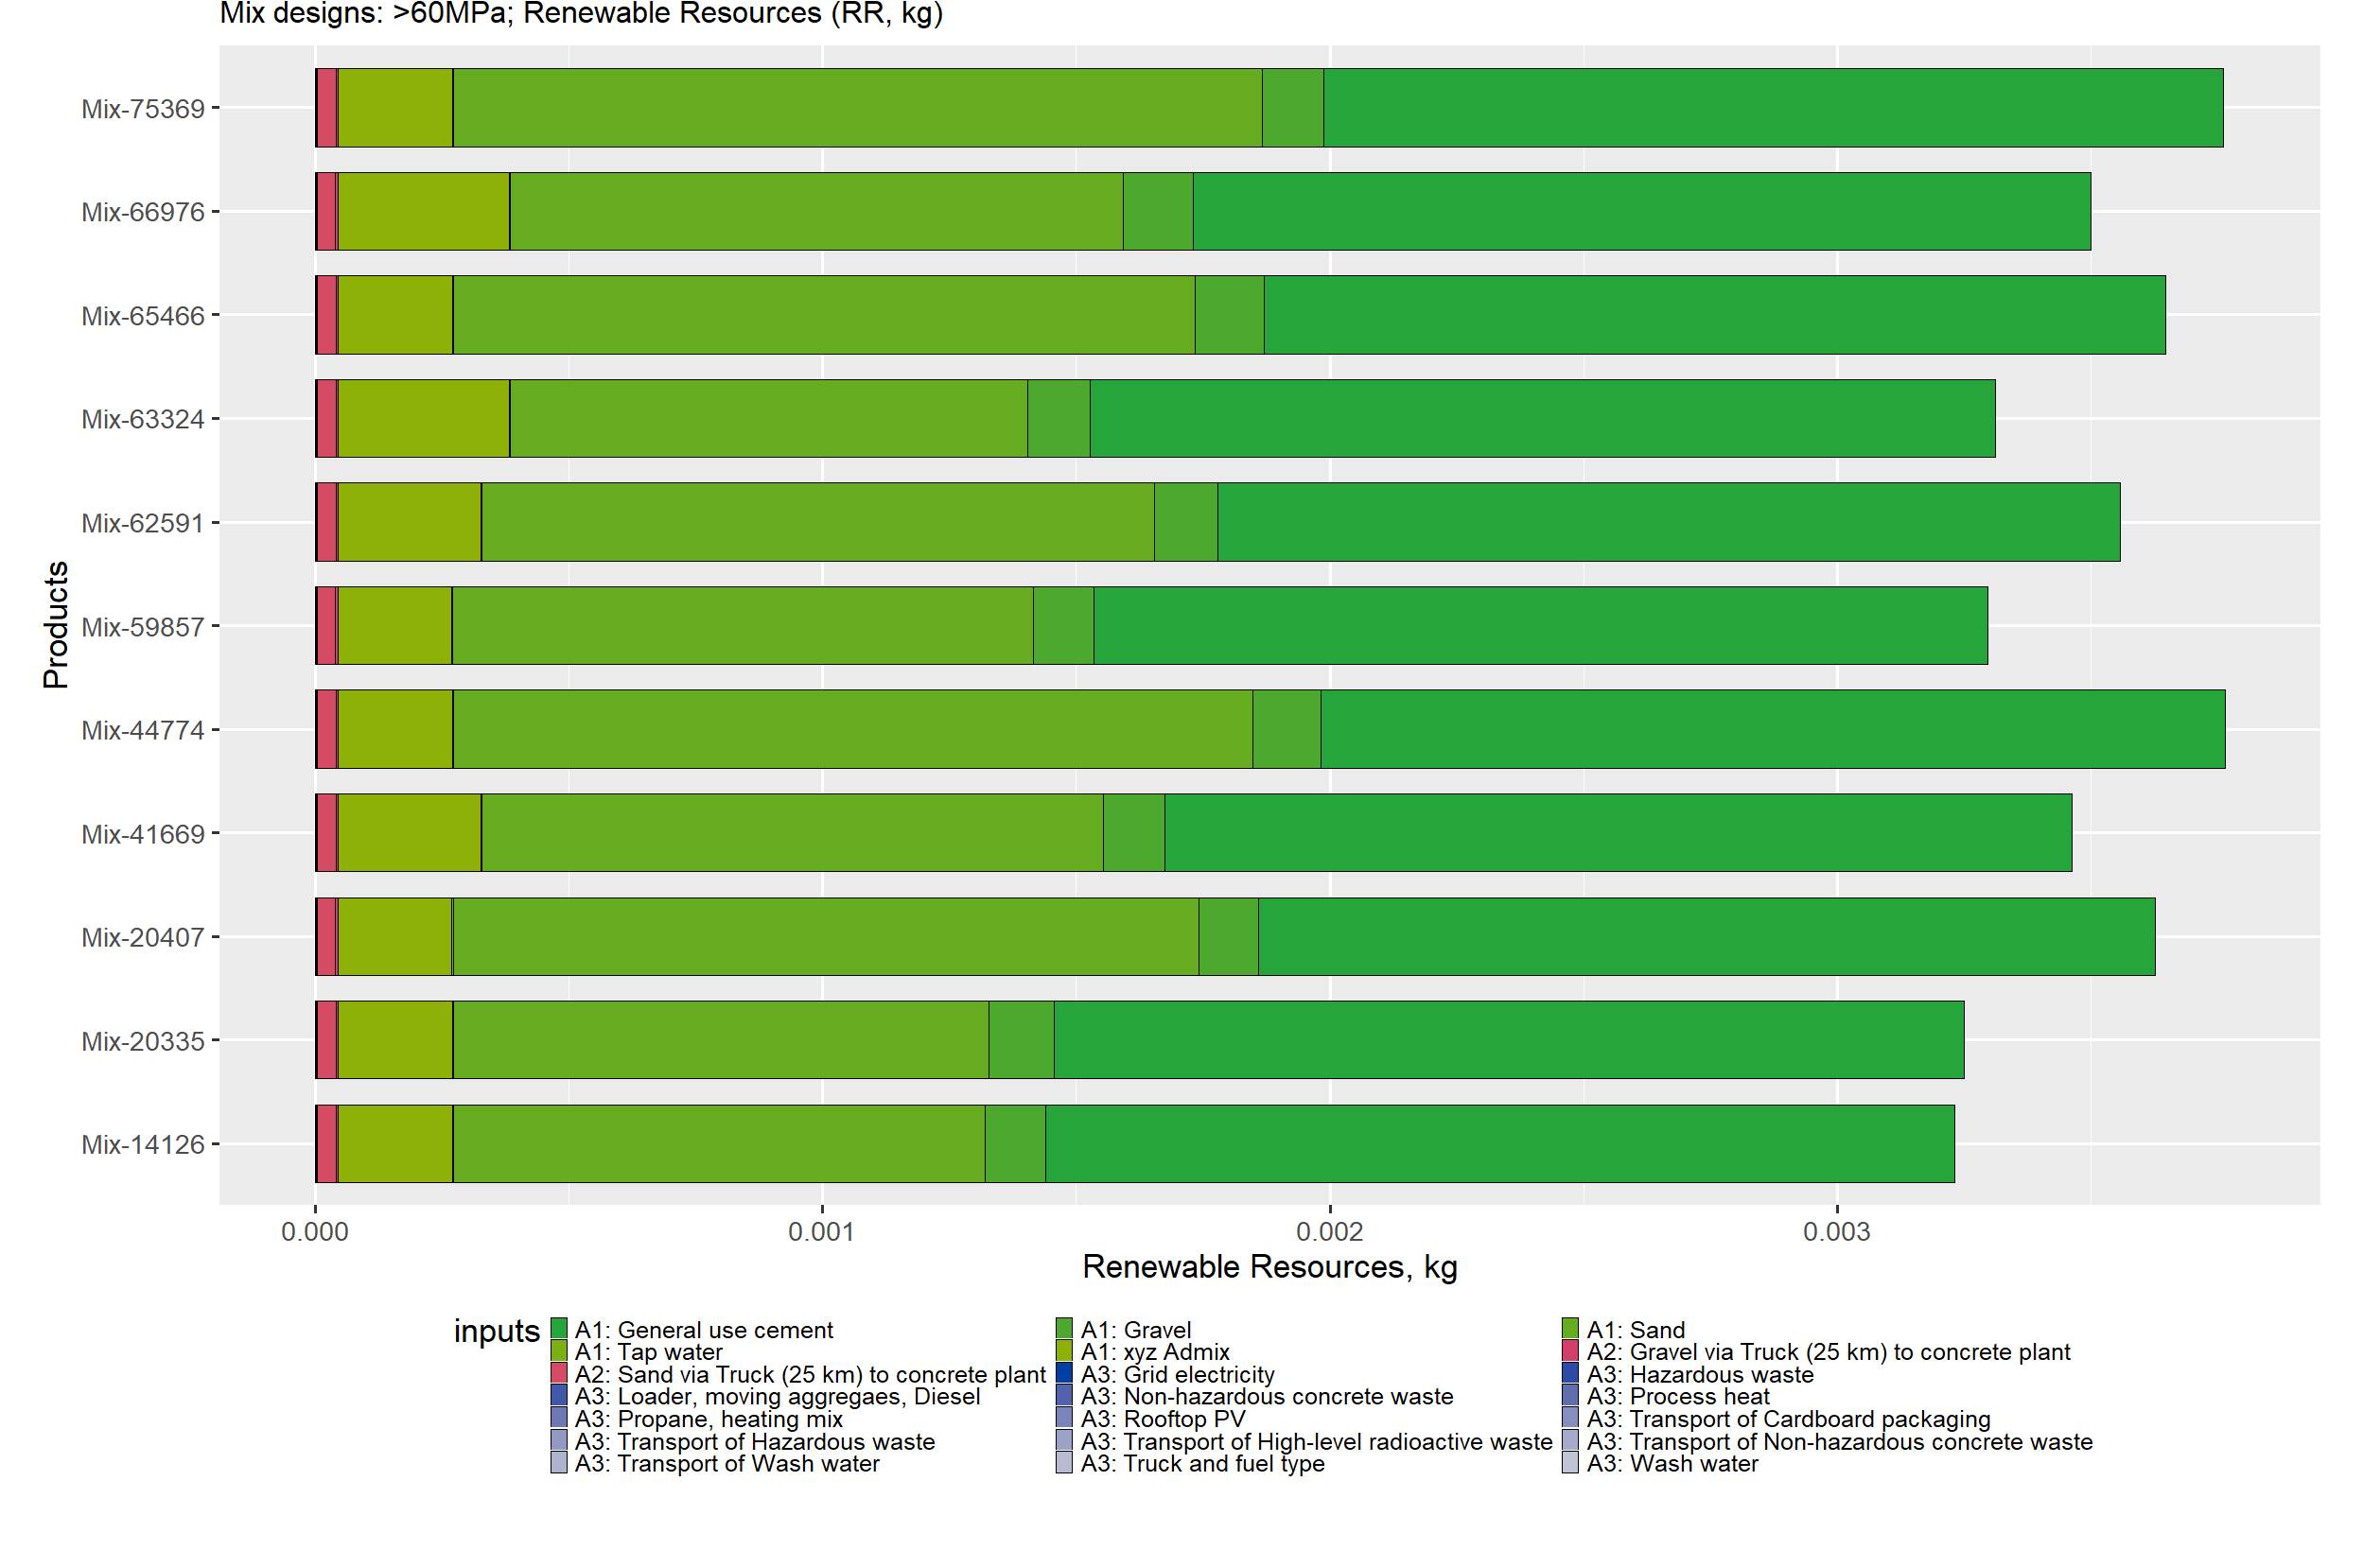 Mix designs: >60MPa; Renewable Resources (RR, kg)
Products
Mix-75369
Mix-66976
Mix-65466
Mix-63324
Mix-62591
Mix-59857
Mix-44774
Mix-41669
Mix-20407
Mix-20335
Mix-14126
0.000 0.001 0.002 0.003
Renewable Resources, kg
inputs
A1: General use cement A1: Gravel A1: Sand
A1: Tap water A1: xyz Admix A2: Gravel via Truck (25 km) to concrete plant
A2: Sand via Truck (25 km) to concrete plant A3: Grid electricity A3: Hazardous waste
A3: Loader, moving aggregaes, Diesel A3: Non-hazardous concrete waste A3: Process heat
A3: Propane, heating mix A3: Rooftop PV A3: Transport of Cardboard packaging
A3: Transport of Hazardous waste A3: Transport of High-level radioactive waste A3: Transport of Non-hazardous concrete waste
A3: Transport of Wash water A3: Truck and fuel type A3: Wash water